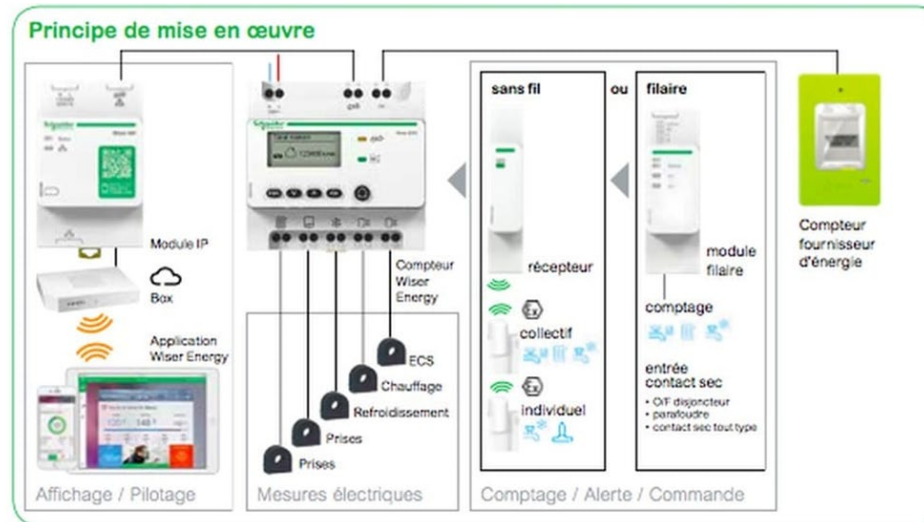 Principe de mise en œuvre
Schneider
Module IP
Box
Application
Wiser Energy
Affichage / Pilotage
Schneider
Compteur
Wiser
Energy
ECS
Chauffage
Refroidissement
Prises
Prises
Mesures électriques
sans fil
ou
filaire
récepteur
collectif
individuel
module
filaire
comptage
entrée
contact sec
• O/F disjoncteur
• parafoudre
• contact sec tout type
Comptage / Alerte / Commande
Compteur
fournisseur
d'énergie